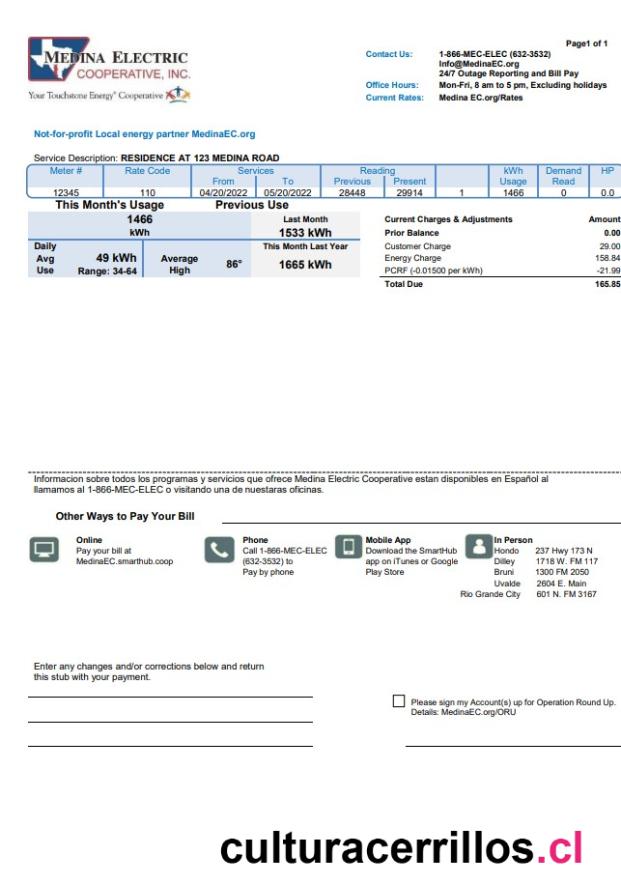 MEDINA ELECTRIC
COOPERATIVE, INC.
Your Touchstone Energy® Cooperative
Page1 of 1
Contact Us: 1-866-MEC-ELEC (632-3532)
Info@MedinaEC.org
24/7 Outage Reporting and Bill Pay
Office Hours: Mon-Fri, 8 am to 5 pm, Excluding holidays
Current Rates: Medina EC.org/Rates
Not-for-profit Local energy partner MedinaEC.org
Service Description: RESIDENCE AT 123 MEDINA ROAD
Meter # Rate Code Services Reading kWh Demand HP
From To Previous Present Usage Read
12345 110 04/20/2022 05/20/2022 28448 29914 1 1466 0 0.0
This Month's Usage Previous Use
1466 Last Month
kWh 1533 kWh
Daily This Month Last Year
Avg 49 kWh Average 86° 1665 kWh
Use Range: 34-64 High
Current Charges & Adjustments Amount
Prior Balance 0.00
Customer Charge 29.00
Energy Charge 158.84
PCRF (-0.01500 per kWh) -21.99
Total Due 165.85
Informacion sobre todos los programas y servicios que ofrece Medina Electric Cooperative estan disponibles en Español al
llamamos al 1-866-MEC-ELEC o visitando una de nuestaras oficinas.
Other Ways to Pay Your Bill
Online
Pay your bill at
MedinaEC.smarthub.coop
Phone
Call 1-866-MEC-ELEC
(632-3532) to
Pay by phone
Mobile App
Download the SmartHub
app on iTunes or Google
Play Store
In Person
Hondo 237 Hwy 173 N
Dilley 1718 W. FM 117
Bruni 1300 FM 2050
Uvalde 2604 E. Main
Rio Grande City 601 N. FM 3167
Enter any changes and/or corrections below and return
this stub with your payment.
Please sign my Account(s) up for Operation Round Up.
Details: MedinaEC.org/ORU
culturacerrillos.cl